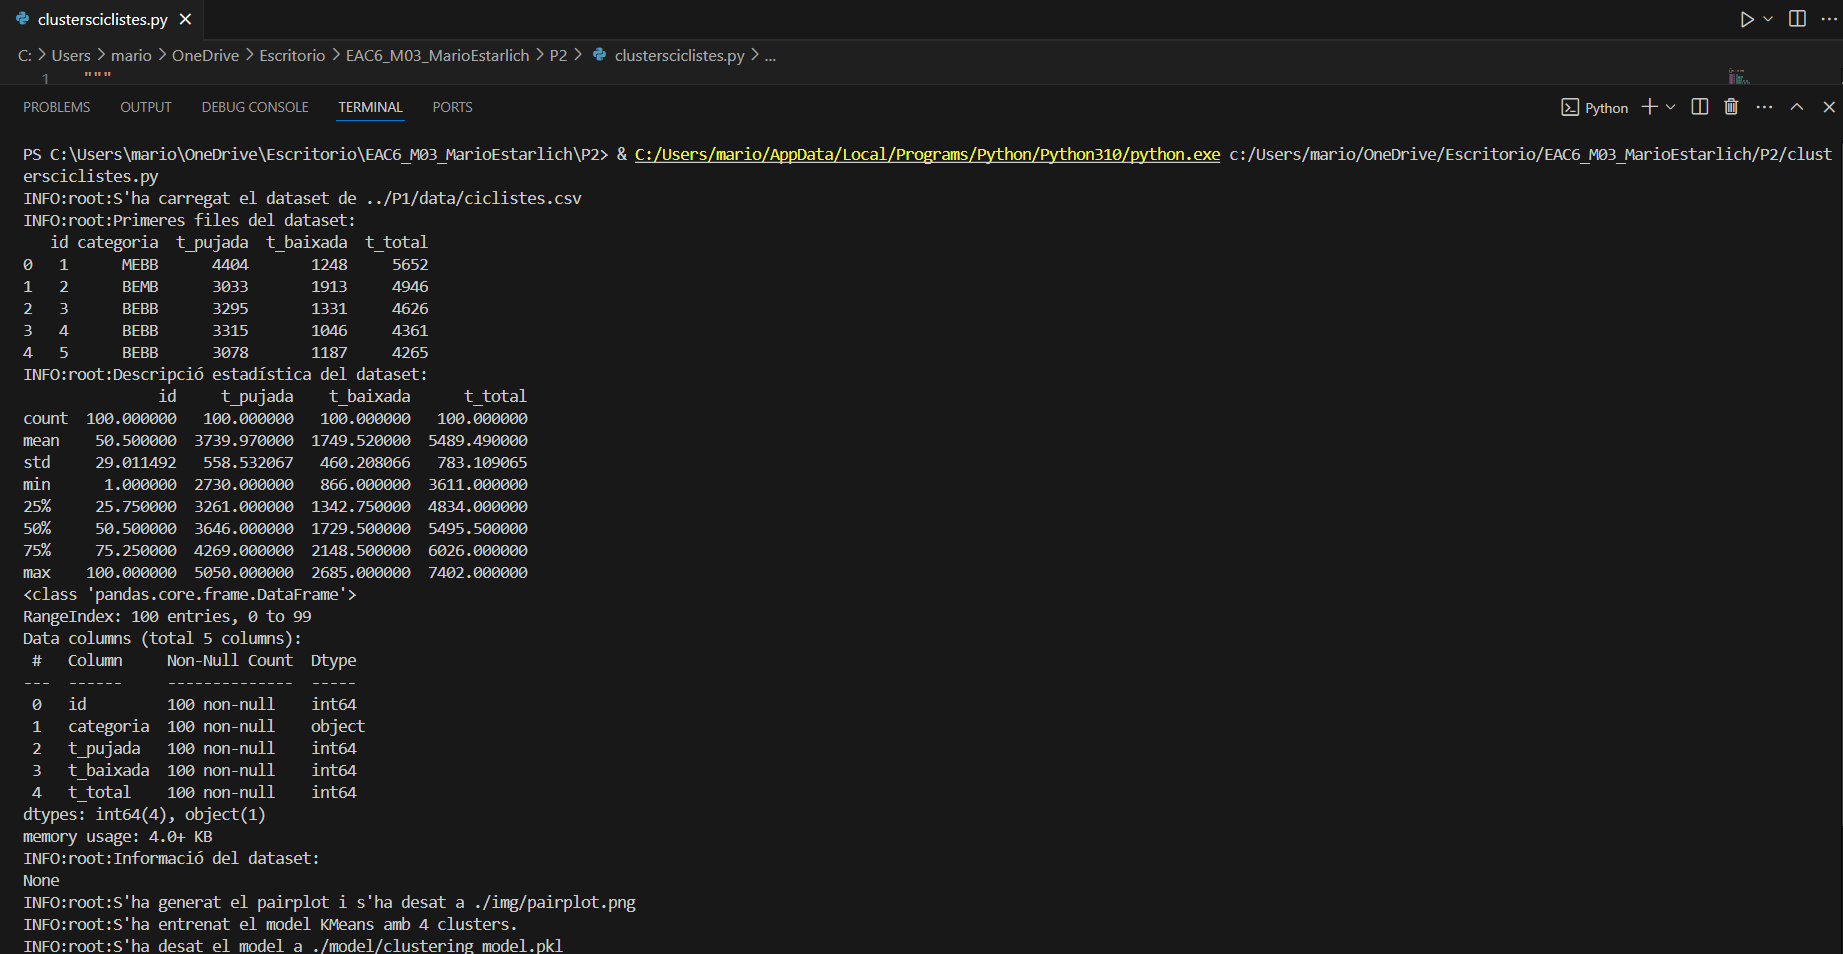 clustersciclistes.py
C: > Users > mario > OneDrive > Escritorio > EAC6_M03_MarioEstarlich > P2 > clustersciclistes.py > ...
1 """
PROBLEMS OUTPUT DEBUG CONSOLE TERMINAL PORTS
Python
PS C:\Users\mario\OneDrive\Escritorio\EAC6_M03_MarioEstarlich\P2> & C:/Users/mario/AppData/Local/Programs/Python/Python310/python.exe c:/Users/mario/OneDrive/Escritorio/EAC6_M03_MarioEstarlich/P2/clust
ersciclistes.py
INFO:root:S'ha carregat el dataset de ../P1/data/ciclistes.csv
INFO:root:Primeres files del dataset:
   id categoria  t_pujada  t_baixada  t_total
0   1      MEBB      4404       1248     5652
1   2      BEMB      3033       1913     4946
2   3      BEBB      3295       1331     4626
3   4      BEBB      3315       1046     4361
4   5      BEBB      3078       1187     4265
INFO:root:Descripció estadística del dataset:
               id     t_pujada    t_baixada      t_total
count  100.000000   100.000000   100.000000   100.000000
mean    50.500000  3739.970000  1749.520000  5489.490000
std     29.011492   558.532067   460.208066   783.109065
min      1.000000  2730.000000   866.000000  3611.000000
25%     25.750000  3261.000000  1342.750000  4834.000000
50%     50.500000  3646.000000  1729.500000  5495.500000
75%     75.250000  4269.000000  2148.500000  6026.000000
max    100.000000  5050.000000  2685.000000  7402.000000
<class 'pandas.core.frame.DataFrame'>
RangeIndex: 100 entries, 0 to 99
Data columns (total 5 columns):
 #   Column     Non-Null Count  Dtype
---  ------     --------------  -----
 0   id         100 non-null    int64
 1   categoria  100 non-null    object
 2   t_pujada   100 non-null    int64
 3   t_baixada  100 non-null    int64
 4   t_total    100 non-null    int64
dtypes: int64(4), object(1)
memory usage: 4.0+ KB
INFO:root:Informació del dataset:
None
INFO:root:S'ha generat el pairplot i s'ha desat a ./img/pairplot.png
INFO:root:S'ha entrenat el model KMeans amb 4 clusters.
INFO:root:S'ha desat el model a ./model/clustering_model.pkl